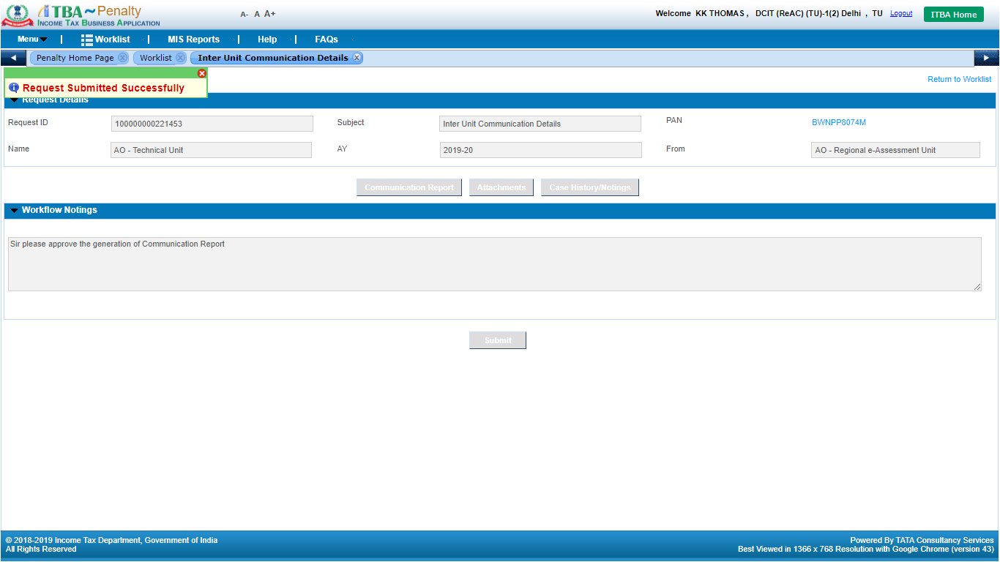 ITBA ~ Penalty
INCOME TAX BUSINESS APPLICATION
A- A A+
Welcome KK THOMAS , DCIT (ReAC) (TU)-1(2) Delhi , TU Logout ITBA Home
Menu | Worklist | MIS Reports | Help | FAQs
Penalty Home Page Worklist Inter Unit Communication Details
Request Submitted Successfully
Return to Worklist
Request Details
Request ID 100000000221453 Subject Inter Unit Communication Details PAN BWNPP8074M
Name AO - Technical Unit AY 2019-20 From AO - Regional e-Assessment Unit
Communication Report Attachments Case History/Notings
Workflow Notings
Sir please approve the generation of Communication Report
Submit
© 2018-2019 Income Tax Department, Government of India
All Rights Reserved
Powered By TATA Consultancy Services
Best Viewed in 1366 x 768 Resolution with Google Chrome (version 43)